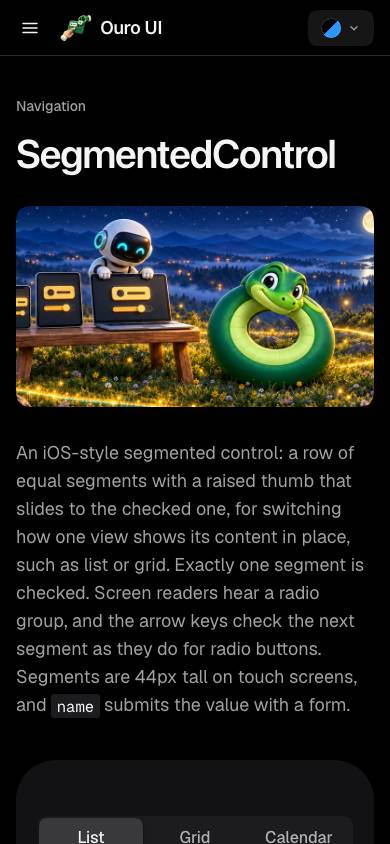 Ouro UI
Navigation
SegmentedControl
An iOS-style segmented control: a row of
equal segments with a raised thumb that
slides to the checked one, for switching
how one view shows its content in place,
such as list or grid. Exactly one segment is
checked. Screen readers hear a radio
group, and the arrow keys check the next
segment as they do for radio buttons.
Segments are 44px tall on touch screens,
and name submits the value with a form.
List Grid Calendar